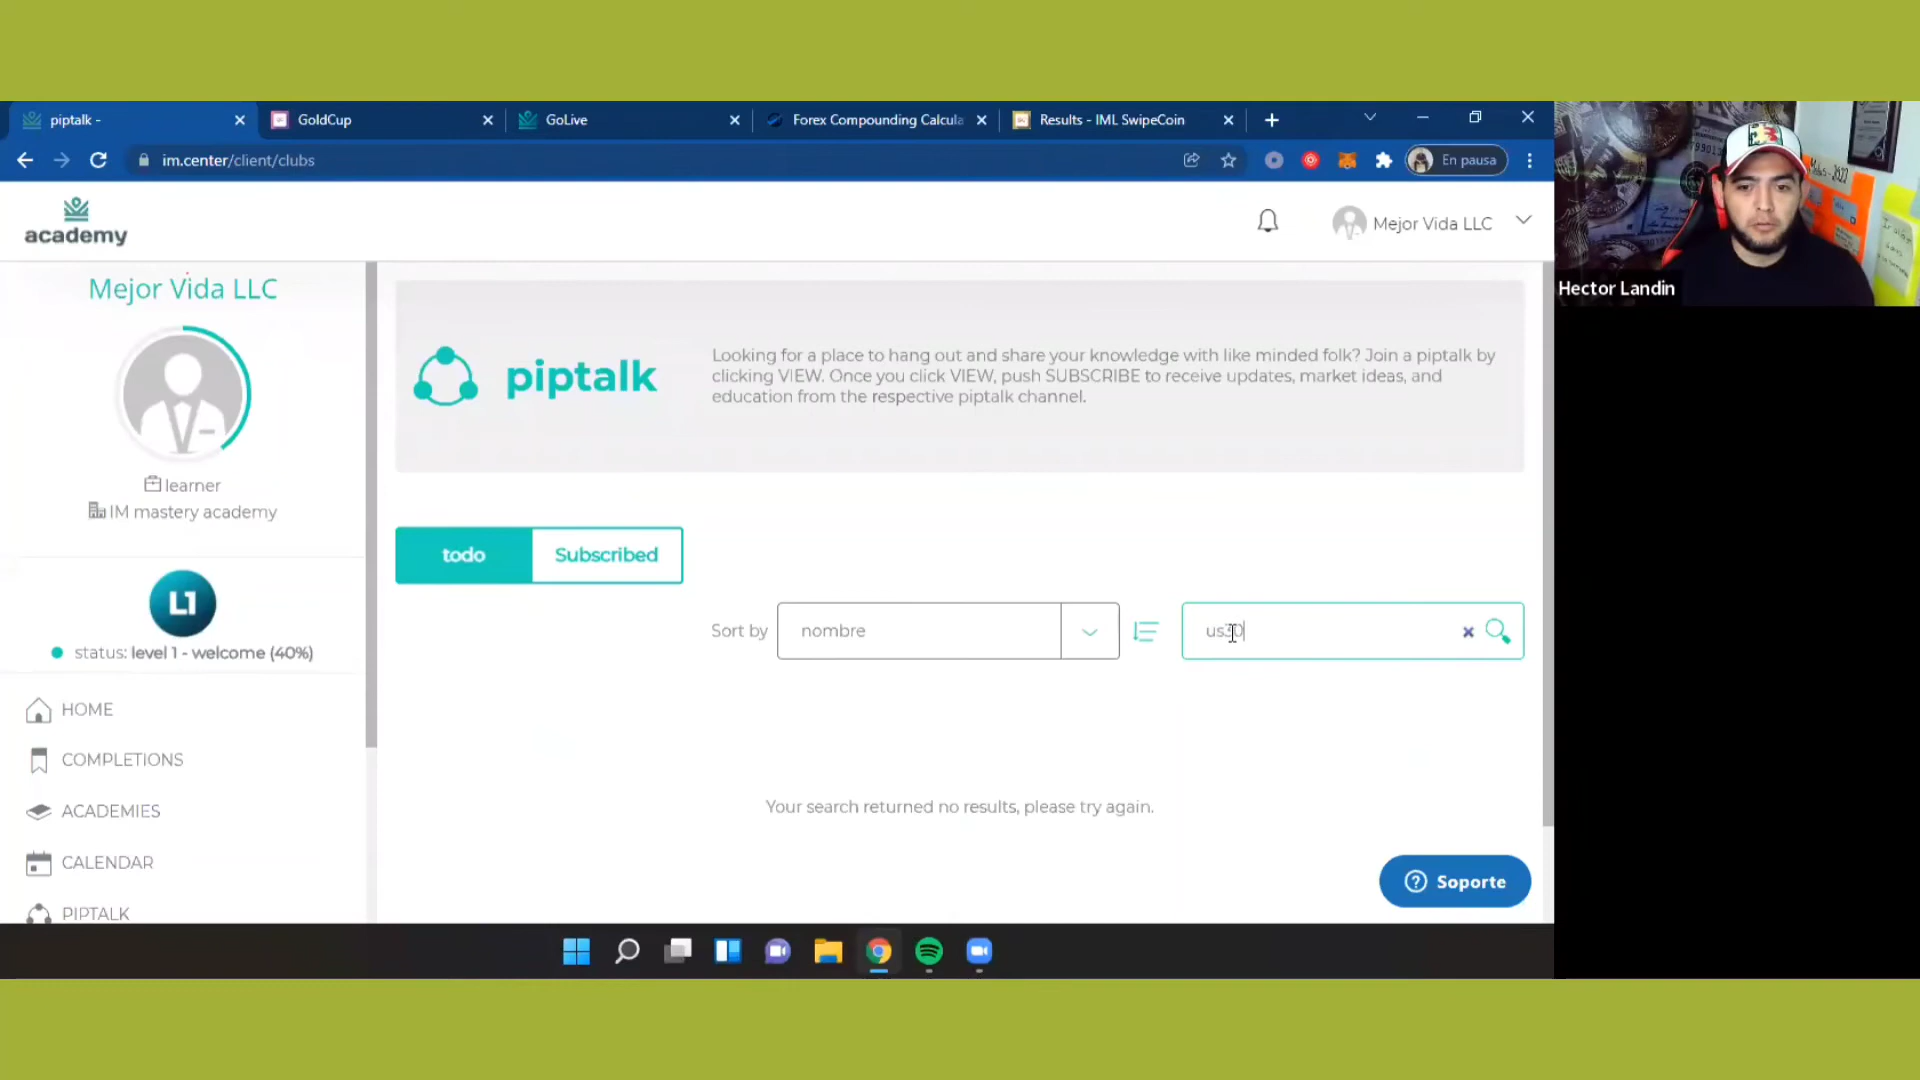 piptalk -
GoldCup
GoLive
Forex Compounding Calcula
Results - IML SwipeCoin
im.center/client/clubs
En pausa
academy
Mejor Vida LLC
Mejor Vida LLC
learner
IM mastery academy
L1
status: level 1 - welcome (40%)
HOME
COMPLETIONS
ACADEMIES
CALENDAR
PIPTALK
piptalk
Looking for a place to hang out and share your knowledge with like minded folk? Join a piptalk by
clicking VIEW. Once you click VIEW, push SUBSCRIBE to receive updates, market ideas, and
education from the respective piptalk channel.
todo
Subscribed
Sort by
nombre
us30
Your search returned no results, please try again.
Soporte
Hector Landin